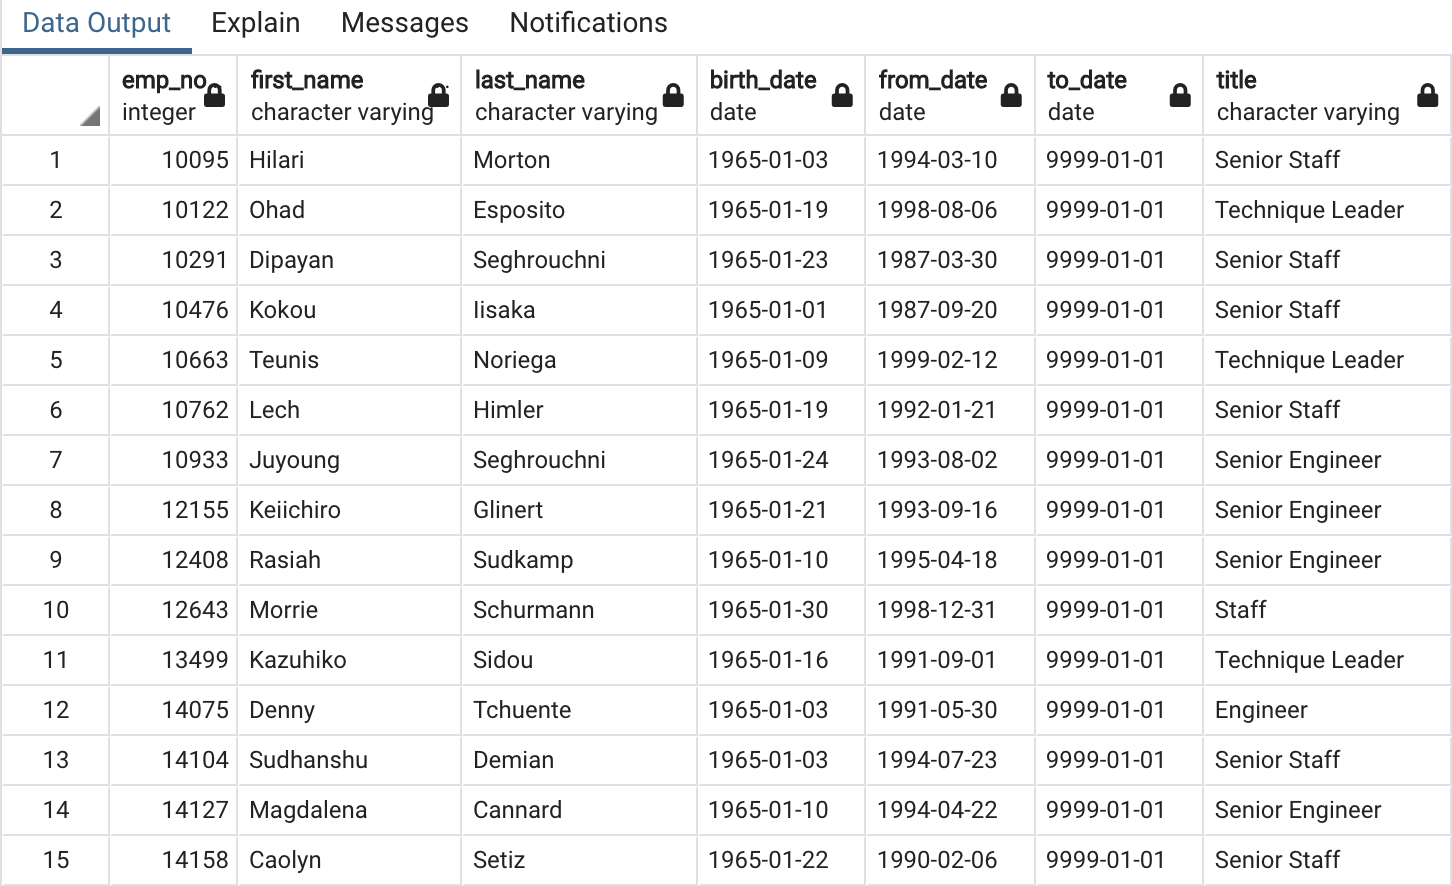 Data Output Explain Messages Notifications
emp_no first_name last_name birth_date from_date to_date title
integer character varying character varying date date date character varying
1 10095 Hilari Morton 1965-01-03 1994-03-10 9999-01-01 Senior Staff
2 10122 Ohad Esposito 1965-01-19 1998-08-06 9999-01-01 Technique Leader
3 10291 Dipayan Seghrouchni 1965-01-23 1987-03-30 9999-01-01 Senior Staff
4 10476 Kokou Iisaka 1965-01-01 1987-09-20 9999-01-01 Senior Staff
5 10663 Teunis Noriega 1965-01-09 1999-02-12 9999-01-01 Technique Leader
6 10762 Lech Himler 1965-01-19 1992-01-21 9999-01-01 Senior Staff
7 10933 Juyoung Seghrouchni 1965-01-24 1993-08-02 9999-01-01 Senior Engineer
8 12155 Keiichiro Glinert 1965-01-21 1993-09-16 9999-01-01 Senior Engineer
9 12408 Rasiah Sudkamp 1965-01-10 1995-04-18 9999-01-01 Senior Engineer
10 12643 Morrie Schurmann 1965-01-30 1998-12-31 9999-01-01 Staff
11 13499 Kazuhiko Sidou 1965-01-16 1991-09-01 9999-01-01 Technique Leader
12 14075 Denny Tchuente 1965-01-03 1991-05-30 9999-01-01 Engineer
13 14104 Sudhanshu Demian 1965-01-03 1994-07-23 9999-01-01 Senior Staff
14 14127 Magdalena Cannard 1965-01-10 1994-04-22 9999-01-01 Senior Engineer
15 14158 Caolyn Setiz 1965-01-22 1990-02-06 9999-01-01 Senior Staff